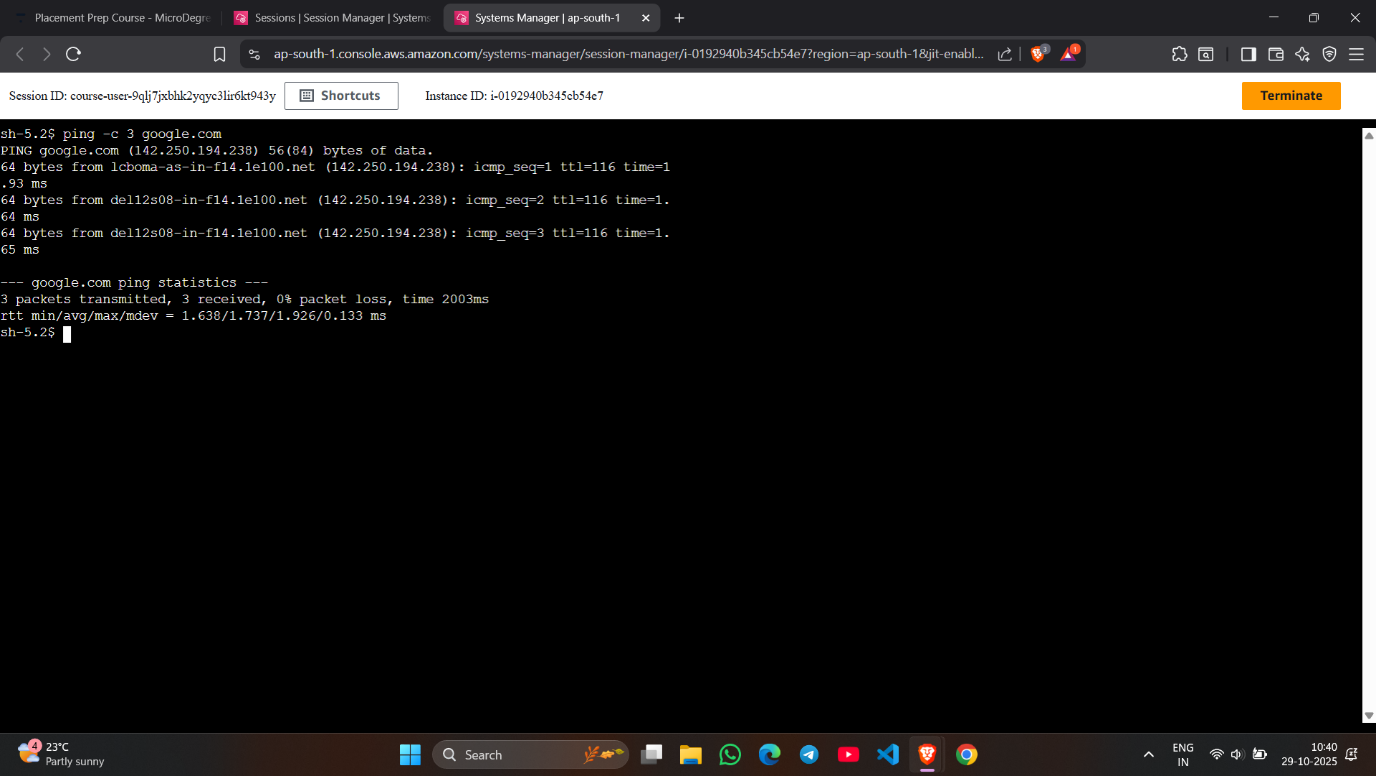 Placement Prep Course - MicroDegre
Sessions | Session Manager | Systems
Systems Manager | ap-south-1
ap-south-1.console.aws.amazon.com/systems-manager/session-manager/i-0192940b345cb54e7?region=ap-south-1&jit-enabl...
3
1
Session ID: course-user-9qlj7jxbhk2yqyc3lir6kt943y
Shortcuts
Instance ID: i-0192940b345cb54e7
Terminate
sh-5.2$ ping -c 3 google.com
PING google.com (142.250.194.238) 56(84) bytes of data.
64 bytes from lcboma-as-in-f14.1e100.net (142.250.194.238): icmp_seq=1 ttl=116 time=1
.93 ms
64 bytes from del12s08-in-f14.1e100.net (142.250.194.238): icmp_seq=2 ttl=116 time=1.
64 ms
64 bytes from del12s08-in-f14.1e100.net (142.250.194.238): icmp_seq=3 ttl=116 time=1.
65 ms
--- google.com ping statistics ---
3 packets transmitted, 3 received, 0% packet loss, time 2003ms
rtt min/avg/max/mdev = 1.638/1.737/1.926/0.133 ms
sh-5.2$
4
23°C
Partly sunny
Search
ENG
IN
10:40
29-10-2025